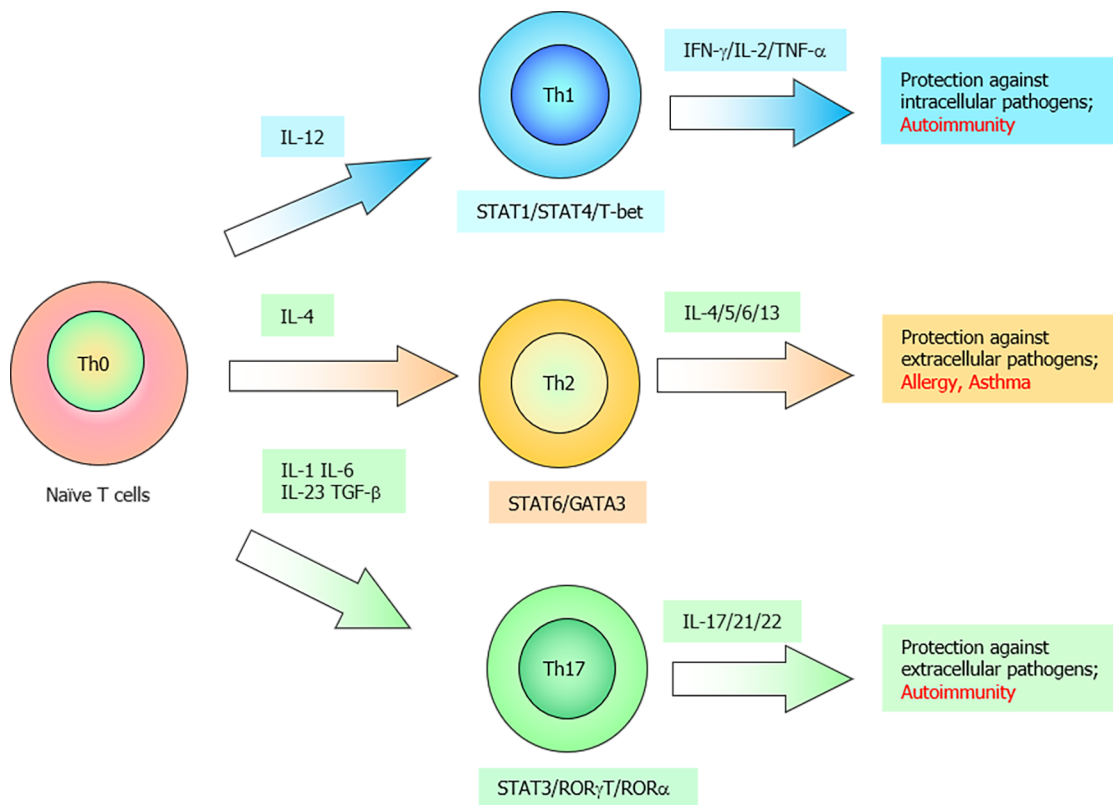 IFN-γ/IL-2/TNF-α
Th1
Protection against
intracellular pathogens;
Autoimmunity
IL-12
STAT1/STAT4/T-bet
IL-4
IL-4/5/6/13
Th0
Th2
Protection against
extracellular pathogens;
Allergy, Asthma
IL-1 IL-6
IL-23 TGF-β
Naïve T cells
STAT6/GATA3
IL-17/21/22
Th17
Protection against
extracellular pathogens;
Autoimmunity
STAT3/RORγT/RORα